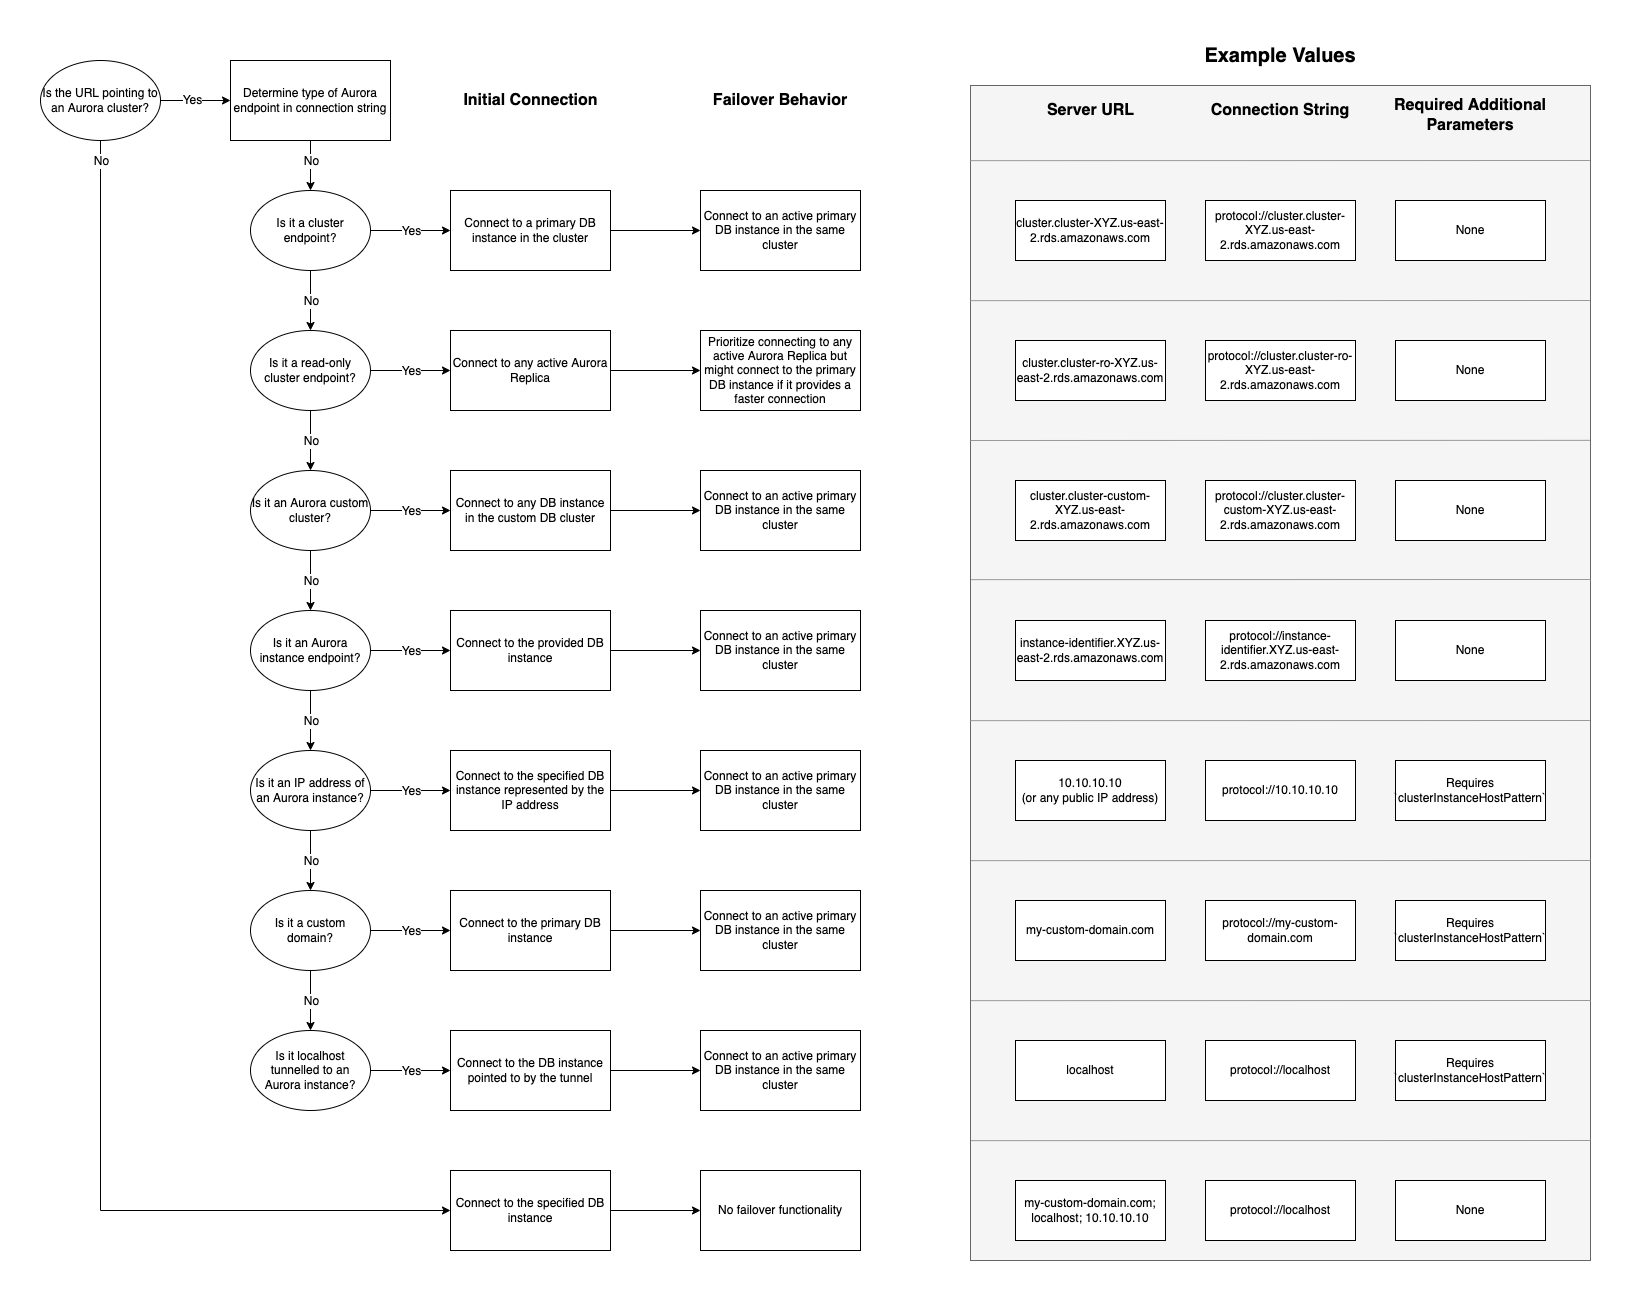 Example Values
Is the URL pointing to
an Aurora cluster?
Yes
Determine type of Aurora
endpoint in connection string
Initial Connection
Failover Behavior
Server URL
Connection String
Required Additional
Parameters
No
No
Is it a cluster
endpoint?
Yes
Connect to a primary DB
instance in the cluster
Connect to an active primary
DB instance in the same
cluster
cluster.cluster-XYZ.us-east-
2.rds.amazonaws.com
protocol://cluster.cluster-
XYZ.us-east-
2.rds.amazonaws.com
None
No
Is it a read-only
cluster endpoint?
Yes
Connect to any active Aurora
Replica
Prioritize connecting to any
active Aurora Replica but
might connect to the primary
DB instance if it provides a
faster connection
cluster.cluster-ro-XYZ.us-
east-2.rds.amazonaws.com
protocol://cluster.cluster-ro-
XYZ.us-east-
2.rds.amazonaws.com
None
No
Is it an Aurora custom
cluster?
Yes
Connect to any DB instance
in the custom DB cluster
Connect to an active primary
DB instance in the same
cluster
cluster.cluster-custom-
XYZ.us-east-
2.rds.amazonaws.com
protocol://cluster.cluster-
custom-XYZ.us-east-
2.rds.amazonaws.com
None
No
Is it an Aurora
instance endpoint?
Yes
Connect to the provided DB
instance
Connect to an active primary
DB instance in the same
cluster
instance-identifier.XYZ.us-
east-2.rds.amazonaws.com
protocol://instance-
identifier.XYZ.us-east-
2.rds.amazonaws.com
None
No
Is it an IP address of
an Aurora instance?
Yes
Connect to the specified DB
instance represented by the
IP address
Connect to an active primary
DB instance in the same
cluster
10.10.10.10
(or any public IP address)
protocol://10.10.10.10
Requires
`clusterInstanceHostPattern`
No
Is it a custom
domain?
Yes
Connect to the primary DB
instance
Connect to an active primary
DB instance in the same
cluster
my-custom-domain.com
protocol://my-custom-
domain.com
Requires
`clusterInstanceHostPattern`
No
Is it localhost
tunnelled to an
Aurora instance?
Yes
Connect to the DB instance
pointed to by the tunnel
Connect to an active primary
DB instance in the same
cluster
localhost
protocol://localhost
Requires
`clusterInstanceHostPattern`
Connect to the specified DB
instance
No failover functionality
my-custom-domain.com;
localhost; 10.10.10.10
protocol://localhost
None